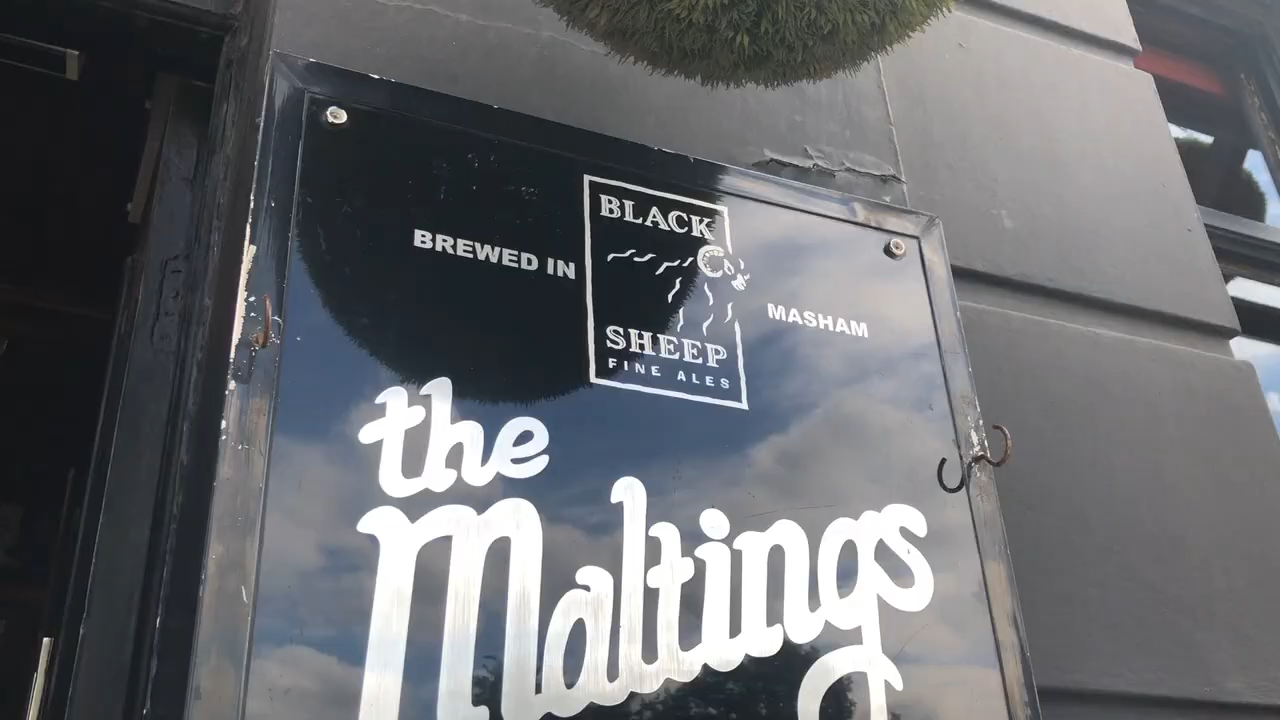 BREWED IN
BLACK
SHEEP
FINE ALES
MASHAM
the
Maltings